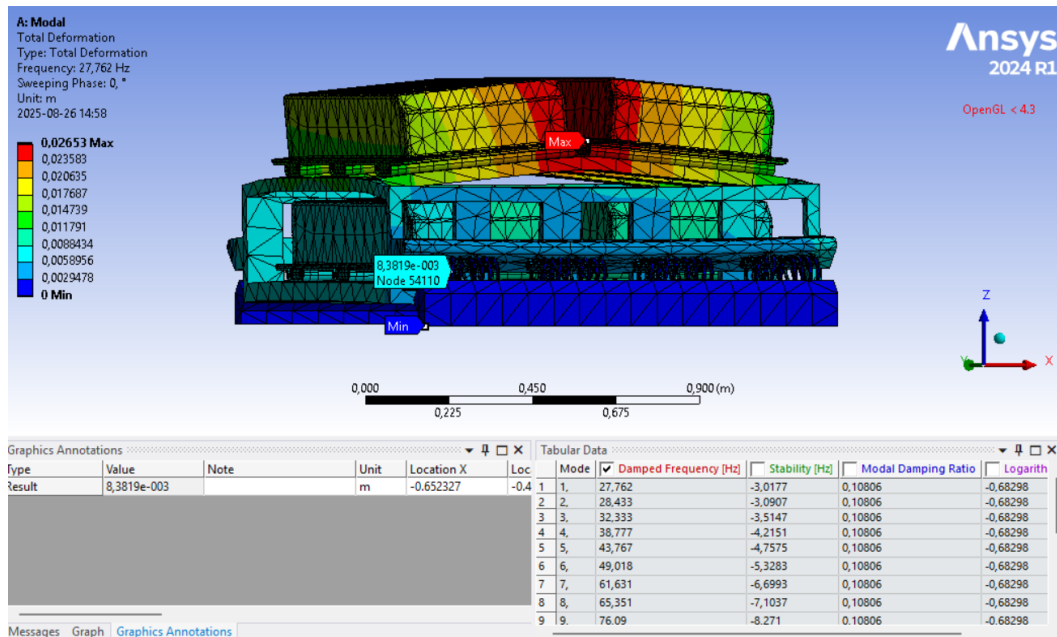 A: Modal
Total Deformation
Type: Total Deformation
Frequency: 27,762 Hz
Sweeping Phase: 0, °
Unit: m
2025-08-26 14:58
0,02653 Max
0,023583
0,020635
0,017687
0,014739
0,011791
0,0088434
0,0058956
0,0029478
0 Min
Ansys
2024 R1
OpenGL < 4.3
Max
8,3819e-003
Node 54110
Min
Z
Y
X
0,000 0,450 0,900 (m)
0,225 0,675
Graphics Annotations
Type Value Note Unit Location X Loc
Result 8,3819e-003 m -0.652327 -0.4
Messages Graph Graphics Annotations
Tabular Data
Mode Damped Frequency [Hz] Stability [Hz] Modal Damping Ratio Logarith
1 1, 27,762 -3,0177 0,10806 -0,68298
2 2, 28,433 -3,0907 0,10806 -0,68298
3 3, 32,333 -3,5147 0,10806 -0,68298
4 4, 38,777 -4,2151 0,10806 -0,68298
5 5, 43,767 -4,7575 0,10806 -0,68298
6 6, 49,018 -5,3283 0,10806 -0,68298
7 7, 61,631 -6,6993 0,10806 -0,68298
8 8, 65,351 -7,1037 0,10806 -0,68298
9 9, 76,09 -8,271 0,10806 -0,68298